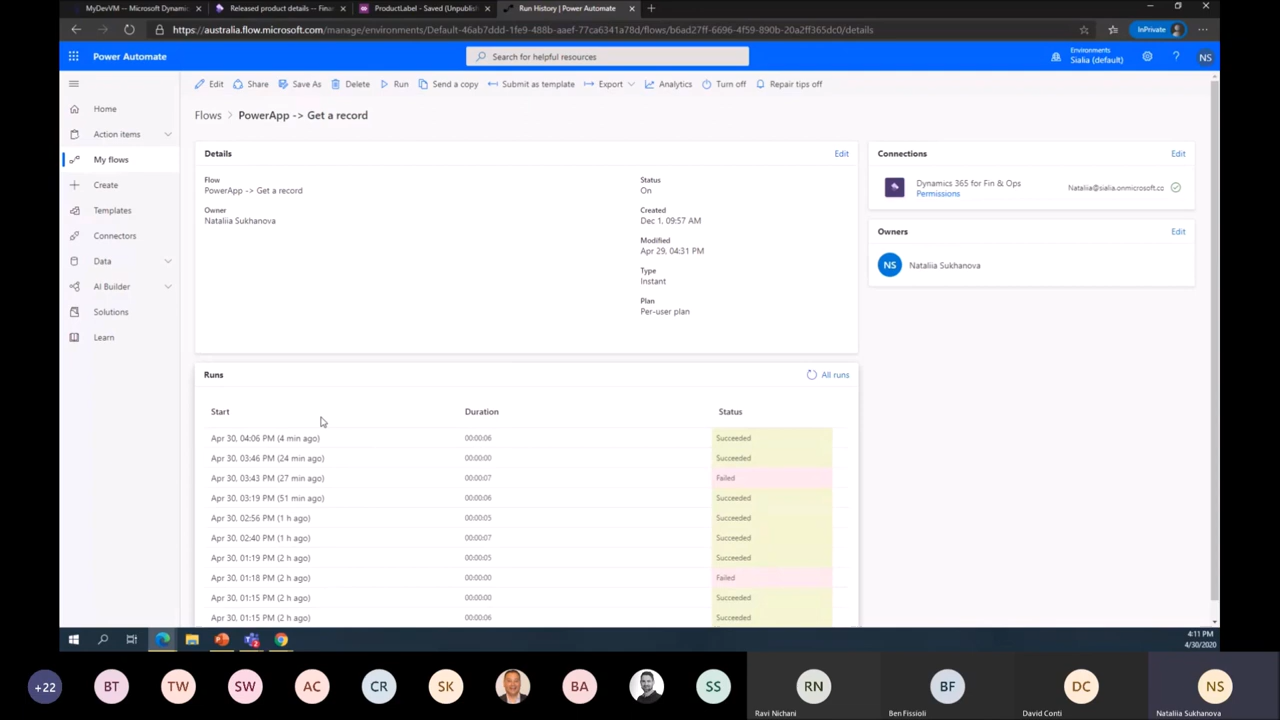 MyDevVM — Microsoft Dynamic
Released product details -- Finan
ProductLabel - Saved (Unpublish
Run History | Power Automate
https://australia.flow.microsoft.com/manage/environments/Default-46ab7ddd-1fe9-488b-aaef-77ca6341a78d/flows/b6ad27ff-6696-4f59-890b-20a2ff365dc0/details
InPrivate
Power Automate
Search for helpful resources
Environments
Sialia (default)
NS
Edit
Share
Save As
Delete
Run
Send a copy
Submit as template
Export
Analytics
Turn off
Repair tips off
Home
Action items
My flows
Create
Templates
Connectors
Data
AI Builder
Solutions
Learn
Flows > PowerApp -> Get a record
Details
Edit
Flow
PowerApp -> Get a record
Owner
Nataliia Sukhanova
Status
On
Created
Dec 1, 09:57 AM
Modified
Apr 29, 04:31 PM
Type
Instant
Plan
Per-user plan
Connections
Edit
Dynamics 365 for Fin & Ops
Permissions
Nataliia@sialia.onmicrosoft.co
Owners
Edit
NS
Nataliia Sukhanova
Runs
All runs
Start Duration Status
Apr 30, 04:06 PM (4 min ago) 00:00:06 Succeeded
Apr 30, 03:46 PM (24 min ago) 00:00:00 Succeeded
Apr 30, 03:43 PM (27 min ago) 00:00:07 Failed
Apr 30, 03:19 PM (51 min ago) 00:00:06 Succeeded
Apr 30, 02:56 PM (1 h ago) 00:00:05 Succeeded
Apr 30, 02:40 PM (1 h ago) 00:00:07 Succeeded
Apr 30, 01:19 PM (2 h ago) 00:00:05 Succeeded
Apr 30, 01:18 PM (2 h ago) 00:00:00 Failed
Apr 30, 01:15 PM (2 h ago) 00:00:00 Succeeded
Apr 30, 01:15 PM (2 h ago) 00:00:06 Succeeded
4:11 PM
4/30/2020
+22
BT
TW
SW
AC
CR
SK
BA
SS
RN
Ravi Nichani
BF
Ben Fissioli
DC
David Conti
NS
Nataliia Sukhanova